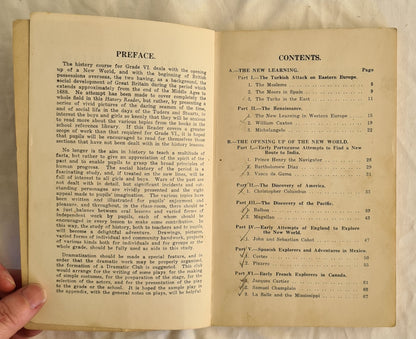 PREFACE.
The history course for Grade VI. deals with the
opening up of a New World, and with the beginning of
British possessions overseas, the two having, as a background, the
social development of Great Britain during the period which
extends approximately from the end of the Middle Ages to
1688. No attempt has been made to cover completely the
whole field in this History Reader, but rather, by presenting a
series of vivid pictures of the daring seamen of the time,
and of social life in the days of the Tudors and Stuarts, to
interest the boys and girls so keenly that they will be anxious
to read more about the various topics from the books in the
school reference library. If this Reader covers a greater
scope of work than that required for Grade VI., it is hoped
that pupils will be encouraged to read for themselves those
sections that have not been dealt with in the history lessons.
No longer is the aim in history to teach a multitude of
facts, but rather to give an appreciation of the spirit of the
age, and to enable pupils to grasp the broad principles of
human progress. The social history of the period is a
fascinating study, and, if treated on the new lines, will be
full of interest to all girls and boys. Wars of the past are
not dealt with in detail, but significant incidents and out-
standing personages are vividly presented and the right
appeal made to pupils' imaginations. The various topics have
been written and illustrated for pupils' enjoyment and
pleasure, and throughout, in the class-room, there should be
a just balance between oral lessons and varied forms of
independent work by pupils, each of whom should be
encouraged in every lesson to make some contribution. In
this way, the study of history, both to teachers and to pupils,
will become a delightful adventure. Drawings, pictures,
varied forms of individual and community handwork, projects
of various kinds both for individuals and for groups or the
whole grade, should be fully used as aids in this study.
Dramatization should be made a special feature, and in
order that the dramatic work may be properly organized,
the formation of a Dramatic Club is suggested. This club
would arrange for the writing of some plays, for the making
of simple costumes, for the preparation of the stage, for the
selection of the actors, and for the presentation of the play
to the grade or the school. It is hoped the sample play in
the appendix, with the general notes on plays, will be helpful.
CONTENTS.
A.—THE NEW LEARNING.
Part I.—The Turkish Attack on Eastern Europe. Page
1. The Moslems 5
2. The Moors in Spain 9
3. The Turks in the East 11
Part II.—The Renaissance.
1. The New Learning in Western Europe 15
2. William Caxton 19
3. Michelangelo 23
B.—THE OPENING UP OF THE NEW WORLD.
Part I.—Early Portuguese Attempts to Find a New
Route to India.
1. Prince Henry the Navigator 26
2. Bartholomew Diaz 29
3. Vasco da Gama 31
Part II.—The Discovery of America.
1. Christopher Columbus 35
Part III.—The Discovery of the Pacific.
1. Balboa 41
2. Magellan 43
Part IV.—Early Attempts of England to Explore
the New World.
1. John and Sebastian Cabot 47
Part V.—Spanish Explorers and Adventures in Mexico.
1. Cortez 50
2. Pizarro 55
Part VI.—Early French Explorers in Canada.
1. Jacques Cartier 57
2. Samuel Champlain 60
3. La Salle and the Mississippi 63